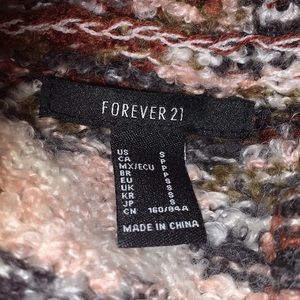 FOREVER 21
US S
CA P
MX/ECU P
BR P
EU S
UK S
KR S
JP S
CN 160/84A
MADE IN CHINA